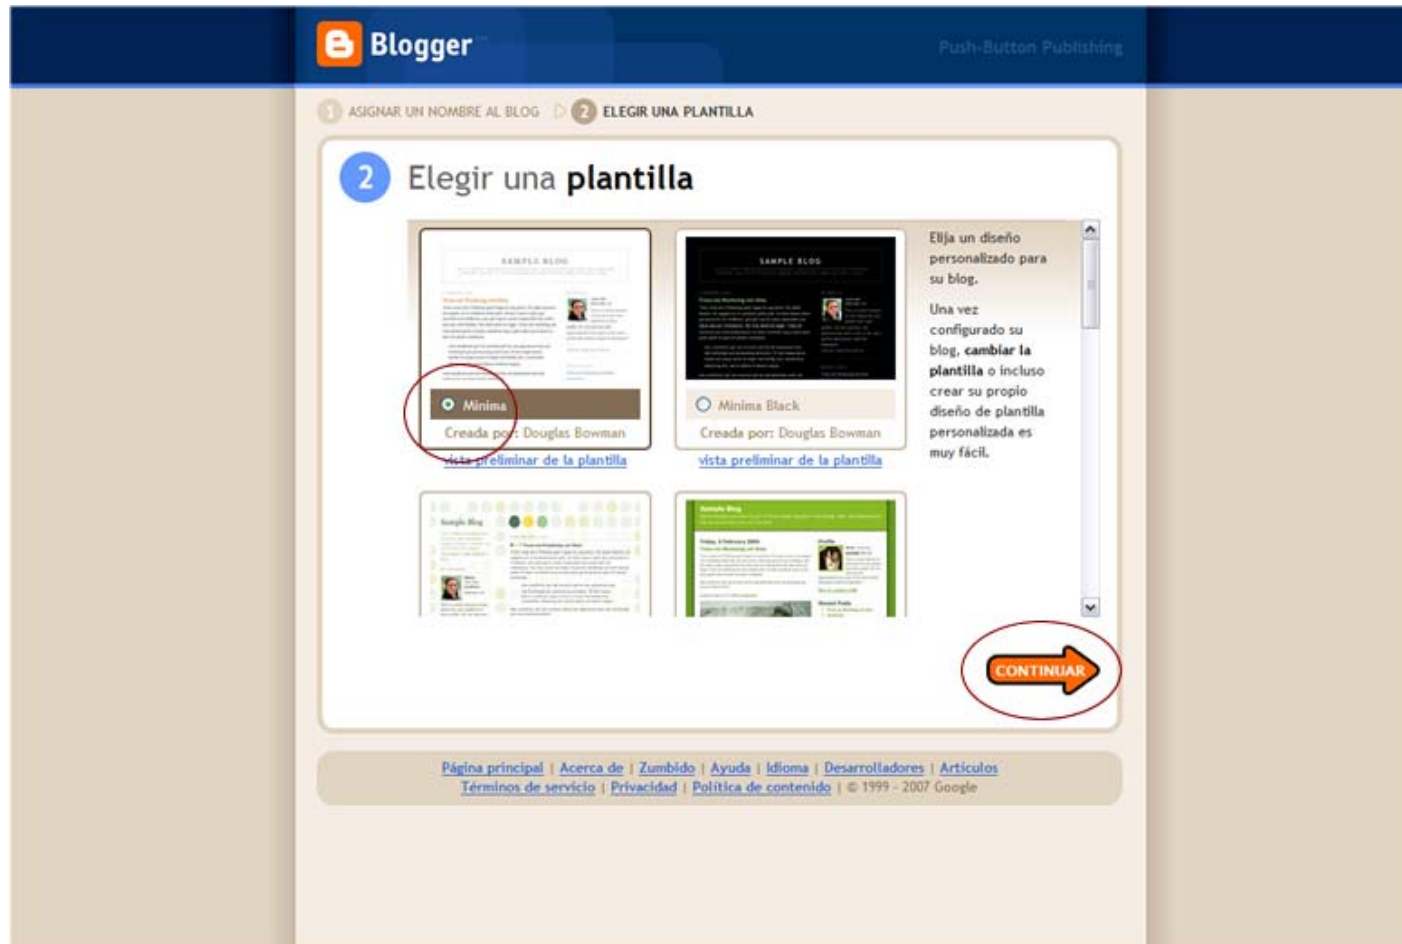 Blogger
Push-Button Publishing
1 ASIGNAR UN NOMBRE AL BLOG 2 ELEGIR UNA PLANTILLA
2 Elegir una plantilla
SAMPLE BLOG
Minima
Creada por: Douglas Bowman
vista preliminar de la plantilla
SAMPLE BLOG
Minima Black
Creada por: Douglas Bowman
vista preliminar de la plantilla
Elija un diseño
personalizado para
su blog.
Una vez
configurado su
blog, cambiar la
plantilla o incluso
crear su propio
diseño de plantilla
personalizada es
muy fácil.
Sample Blog
Sample Blog
CONTINUAR
Página principal | Acerca de | Zumbido | Ayuda | Idioma | Desarrolladores | Artículos
Términos de servicio | Privacidad | Política de contenido | © 1999 - 2007 Google